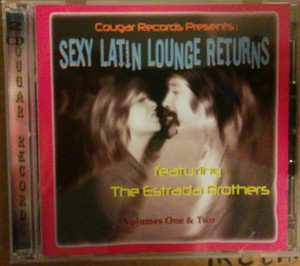 Cougar Records Presents:
SEXY LATIN LOUNGE RETURNS
featuring
The Estrada Brothers
Volumes One & Two
COUGAR RECORDS